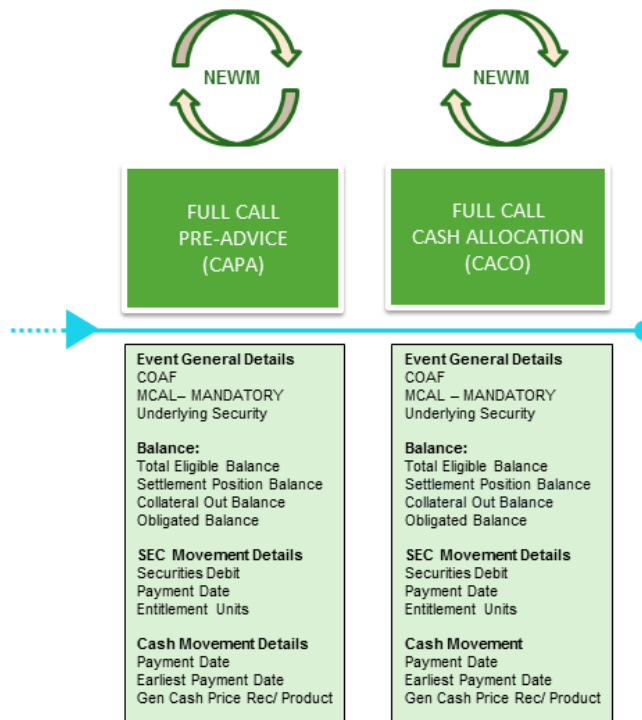 NEWM
NEWM
FULL CALL
PRE-ADVICE
(CAPA)
FULL CALL
CASH ALLOCATION
(CACO)
Event General Details
COAF
MCAL– MANDATORY
Underlying Security
Balance:
Total Eligible Balance
Settlement Position Balance
Collateral Out Balance
Obligated Balance
SEC Movement Details
Securities Debit
Payment Date
Entitlement Units
Cash Movement Details
Payment Date
Earliest Payment Date
Gen Cash Price Rec/ Product
Event General Details
COAF
MCAL – MANDATORY
Underlying Security
Balance:
Total Eligible Balance
Settlement Position Balance
Collateral Out Balance
Obligated Balance
SEC Movement Details
Securities Debit
Payment Date
Entitlement Units
Cash Movement
Payment Date
Earliest Payment Date
Gen Cash Price Rec/ Product